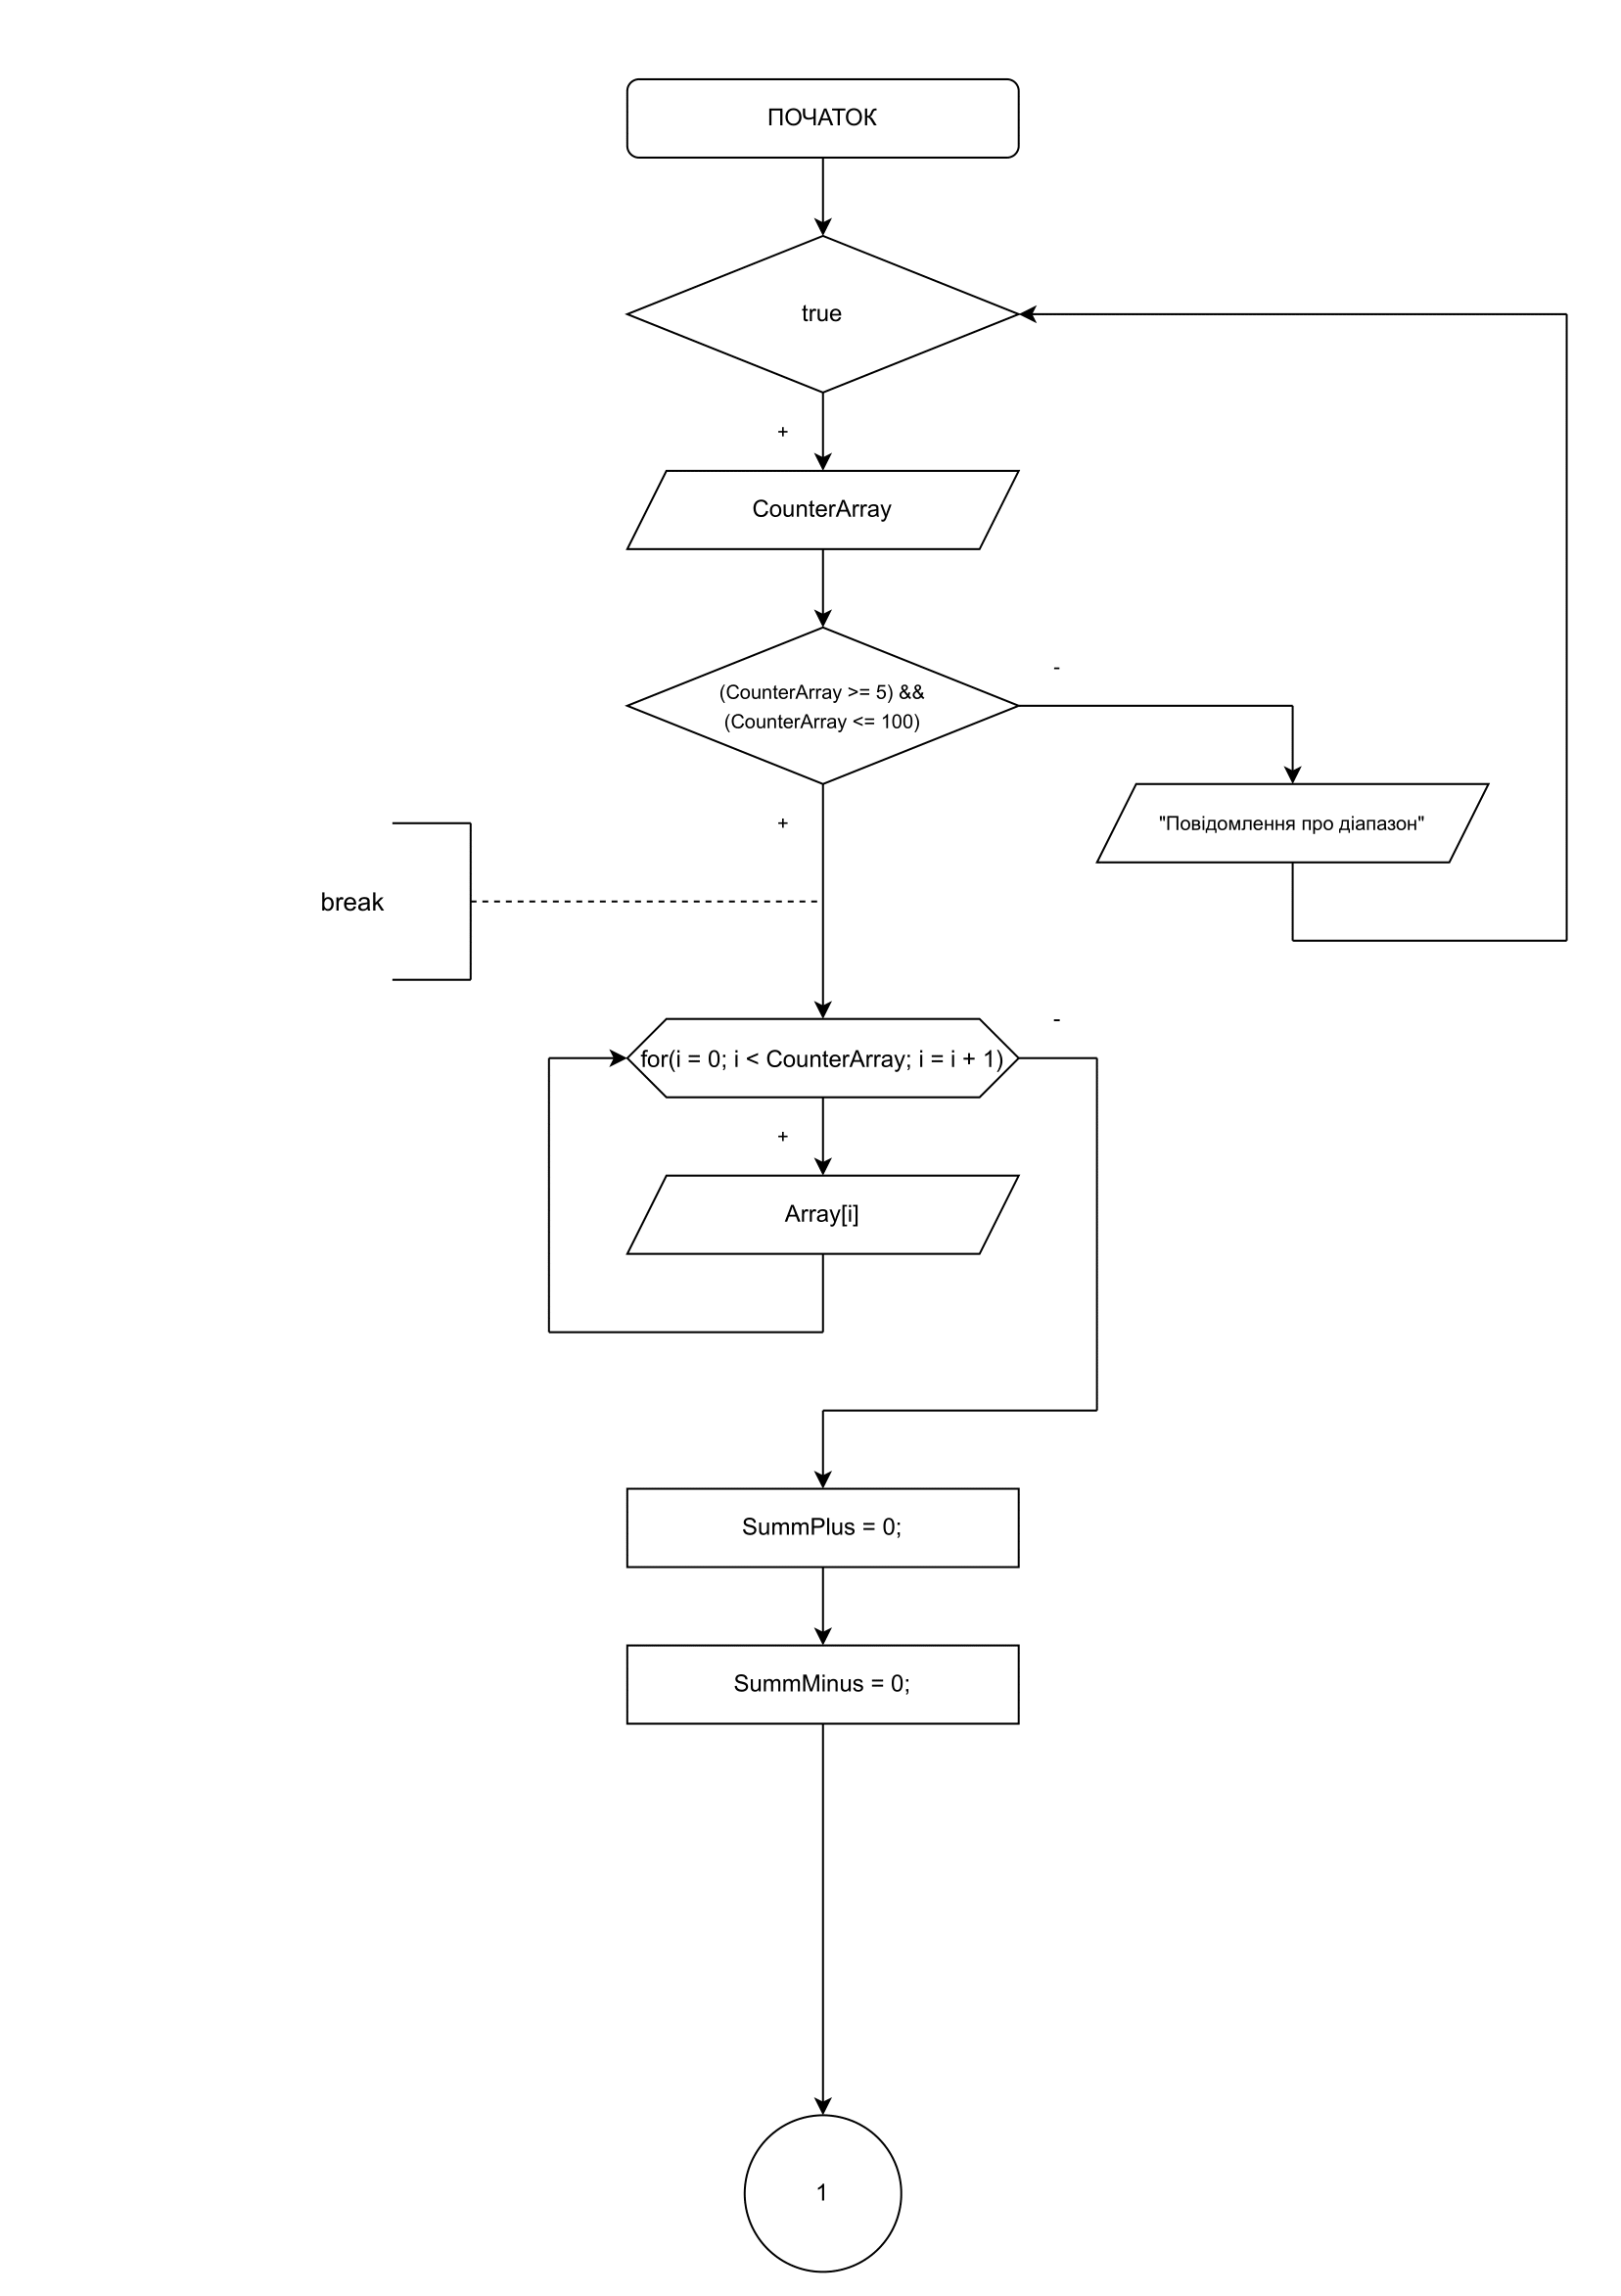 ПОЧАТОК
true
+
CounterArray
-
(CounterArray >= 5) &&
(CounterArray <= 100)
+
"Повідомлення про діапазон"
break
-
for(i = 0; i < CounterArray; i = i + 1)
+
Array[i]
SummPlus = 0;
SummMinus = 0;
1